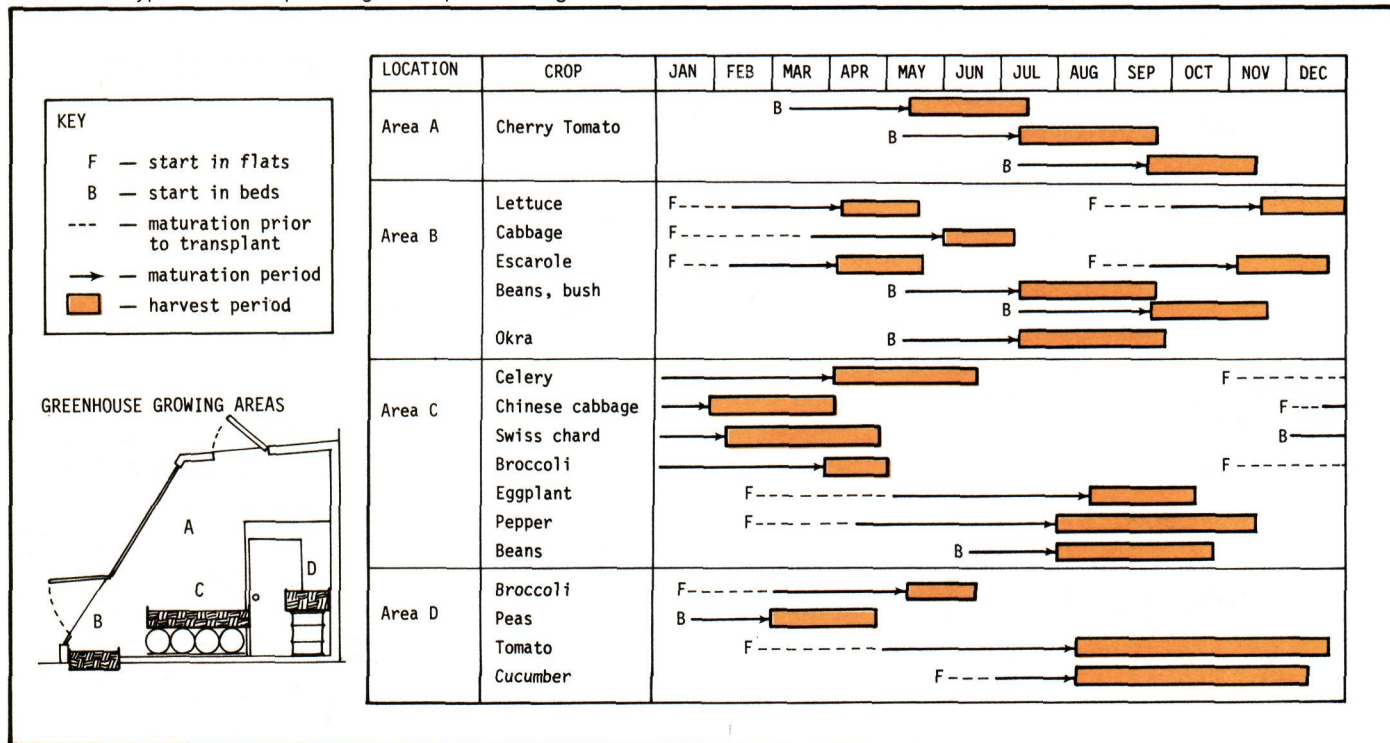 KEY
F — start in flats
B — start in beds
---- — maturation prior
to transplant
→ — maturation period
— harvest period
GREENHOUSE GROWING AREAS
A
B
C
D
LOCATION CROP JAN FEB MAR APR MAY JUN JUL AUG SEP OCT NOV DEC
Area A Cherry Tomato B
B
B
Area B Lettuce F F
Cabbage F
Escarole F F
Beans, bush B
B
Okra B
Area C Celery F
Chinese cabbage F
Swiss chard B
Broccoli F
Eggplant F
Pepper F
Beans B
Area D Broccoli F
Peas B
Tomato F
Cucumber F